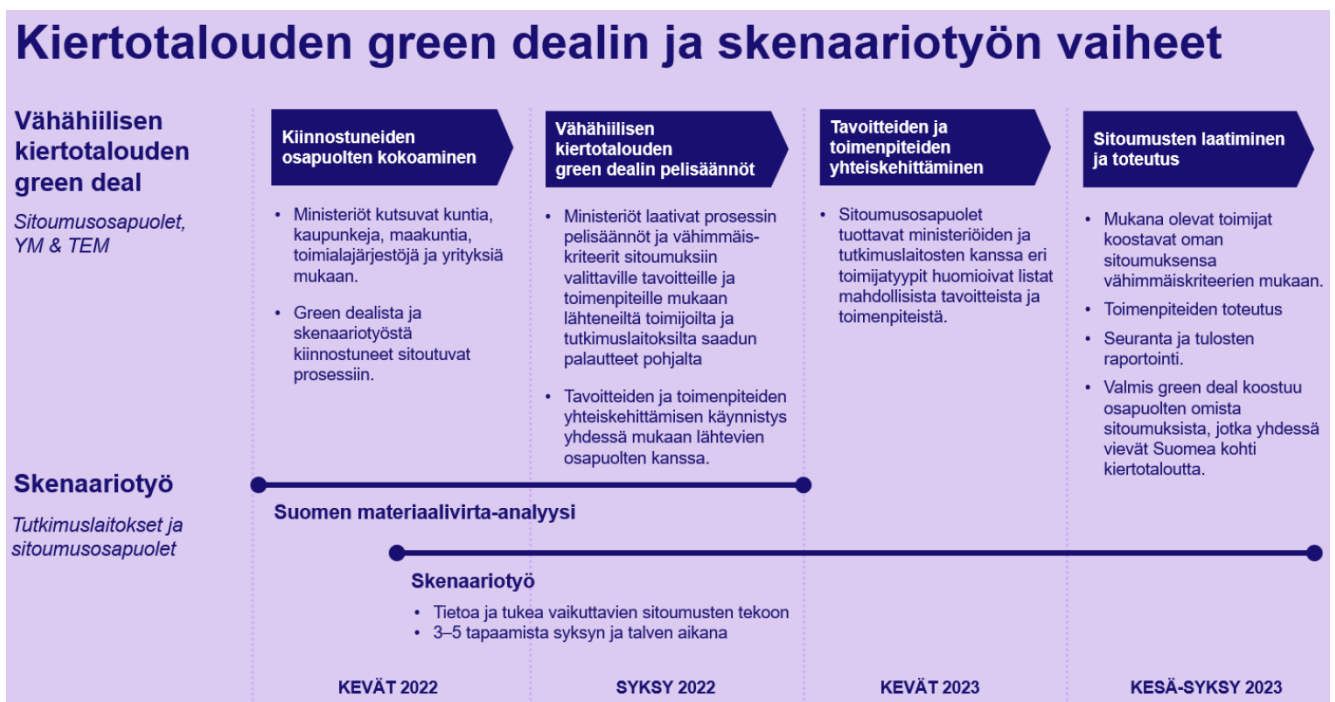 Kiertotalouden green dealin ja skenaariotyön vaiheet
Vähähiilisen
kiertotalouden
green deal
Sitoumusosapuolet,
YM & TEM
Kiinnostuneiden
osapuolten kokoaminen
• Ministeriöt kutsuvat kuntia,
kaupunkeja, maakuntia,
toimialajärjestöjä ja yrityksiä
mukaan.
• Green dealista ja
skenaariotyöstä
kiinnostuneet sitoutuvat
prosessiin.
Vähähiilisen
kiertotalouden
green dealin pelisäännöt
• Ministeriöt laativat prosessin
pelisäännöt ja vähimmäis-
kriteerit sitoumuksiin
valittaville tavoitteille ja
toimenpiteille mukaan
lähteneiltä toimijoilta ja
tutkimuslaitoksilta saadun
palautteet pohjalta
• Tavoitteiden ja toimenpiteiden
yhteiskehittämisen käynnistys
yhdessä mukaan lähtevien
osapuolten kanssa.
Tavoitteiden ja
toimenpiteiden
yhteiskehittäminen
• Sitoumusosapuolet
tuottavat ministeriöiden ja
tutkimuslaitosten kanssa eri
toimijatyypit huomioivat listat
mahdollisista tavoitteista ja
toimenpiteistä.
Sitoumusten laatiminen
ja toteutus
• Mukana olevat toimijat
koostavat oman
sitoumuksensa
vähimmäiskriteerien mukaan.
• Toimenpiteiden toteutus
• Seuranta ja tulosten
raportointi.
• Valmis green deal koostuu
osapuolten omista
sitoumuksista, jotka yhdessä
vievät Suomea kohti
kiertotaloutta.
Skenaariotyö
Tutkimuslaitokset ja
sitoumusosapuolet
Suomen materiaalivirta-analyysi
Skenaariotyö
• Tietoa ja tukea vaikuttavien sitoumusten tekoon
• 3–5 tapaamista syksyn ja talven aikana
KEVÄT 2022
SYKSY 2022
KEVÄT 2023
KESÄ-SYKSY 2023